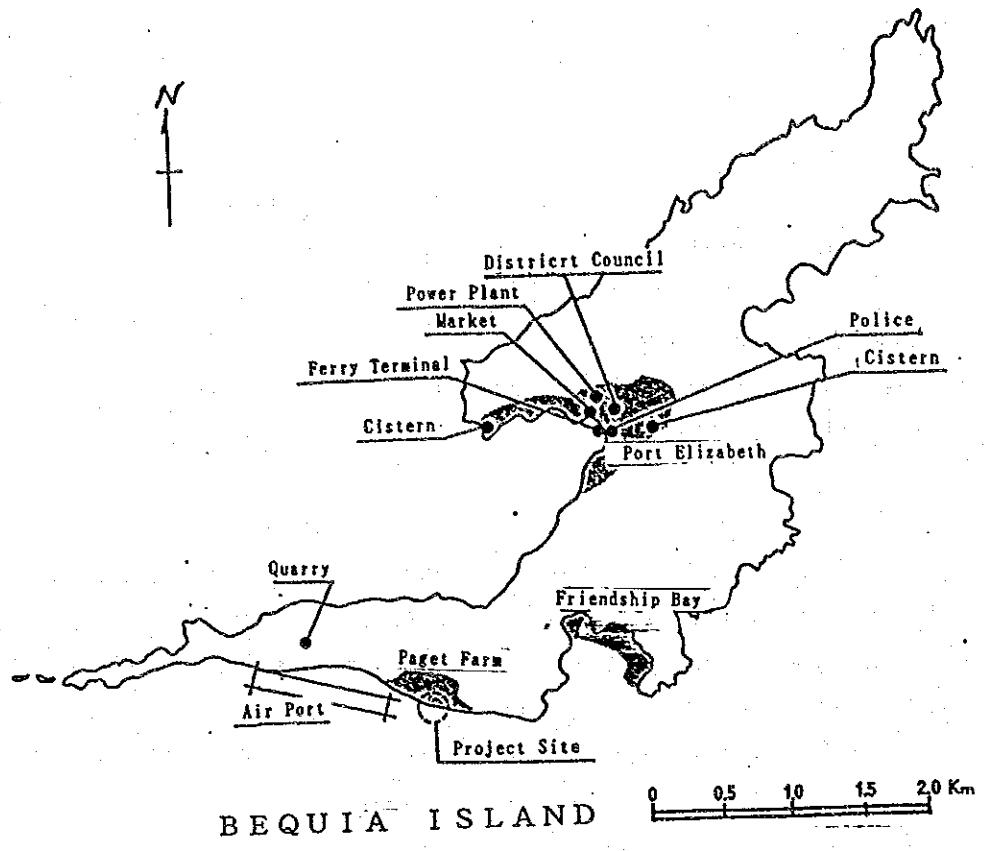 N
Districrt Council
Power Plant
Market
Police
Ferry Terminal
Cistern
Cistern
Port Elizabeth
Quarry
Friendship Bay
Paget Farm
Air Port
Project Site
0 0.5 1.0 1.5 2.0 Km
BEQUIA ISLAND